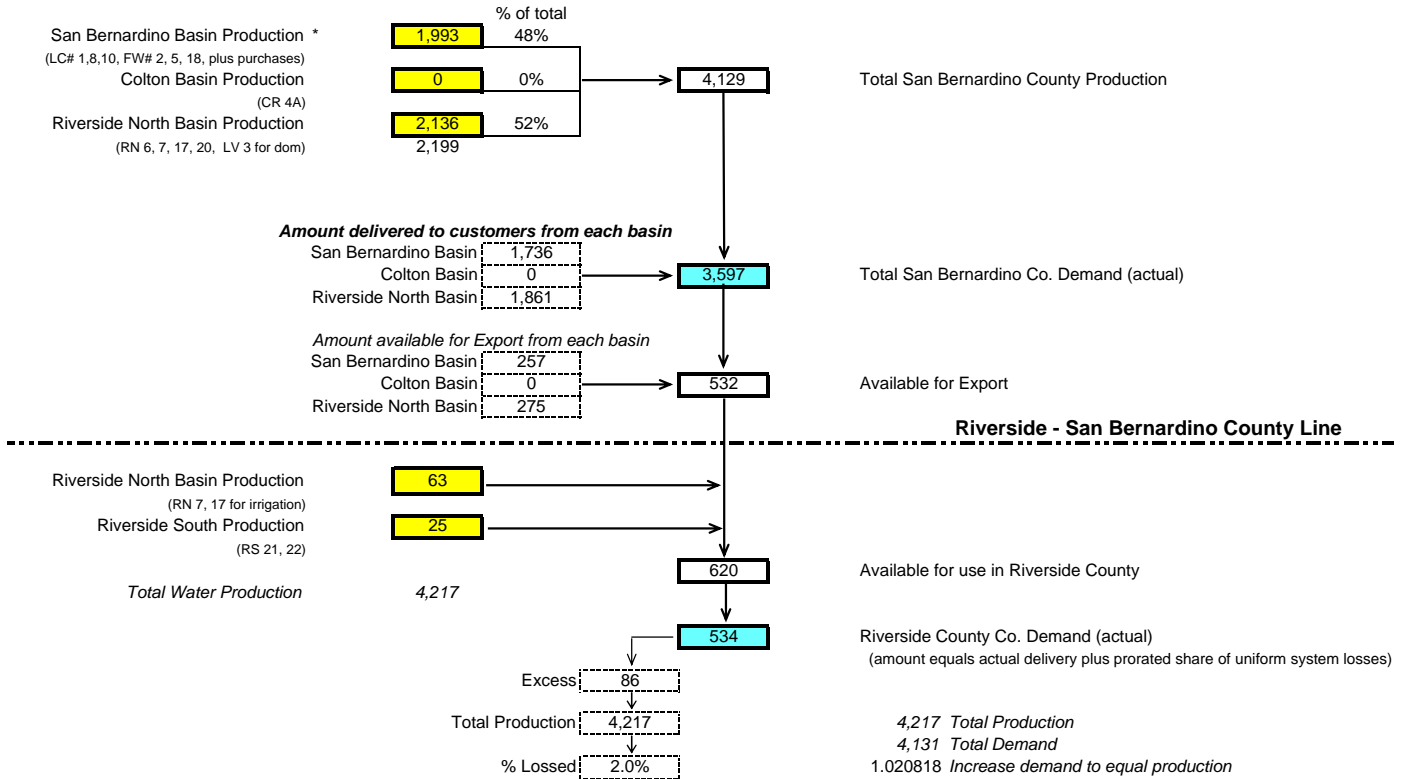 % of total
San Bernardino Basin Production * 1,993 48%
(LC# 1,8,10, FW# 2, 5, 18, plus purchases)
Colton Basin Production 0 0% 4,129 Total San Bernardino County Production
(CR 4A)
Riverside North Basin Production 2,136 52%
(RN 6, 7, 17, 20, LV 3 for dom) 2,199
Amount delivered to customers from each basin
San Bernardino Basin 1,736
Colton Basin 0 3,597 Total San Bernardino Co. Demand (actual)
Riverside North Basin 1,861
Amount available for Export from each basin
San Bernardino Basin 257
Colton Basin 0 532 Available for Export
Riverside North Basin 275
Riverside - San Bernardino County Line
Riverside North Basin Production 63
(RN 7, 17 for irrigation)
Riverside South Production 25
(RS 21, 22)
620 Available for use in Riverside County
Total Water Production 4,217
534 Riverside County Co. Demand (actual)
(amount equals actual delivery plus prorated share of uniform system losses)
Excess 86
Total Production 4,217 4,217 Total Production
4,131 Total Demand
% Lossed 2.0% 1.020818 Increase demand to equal production